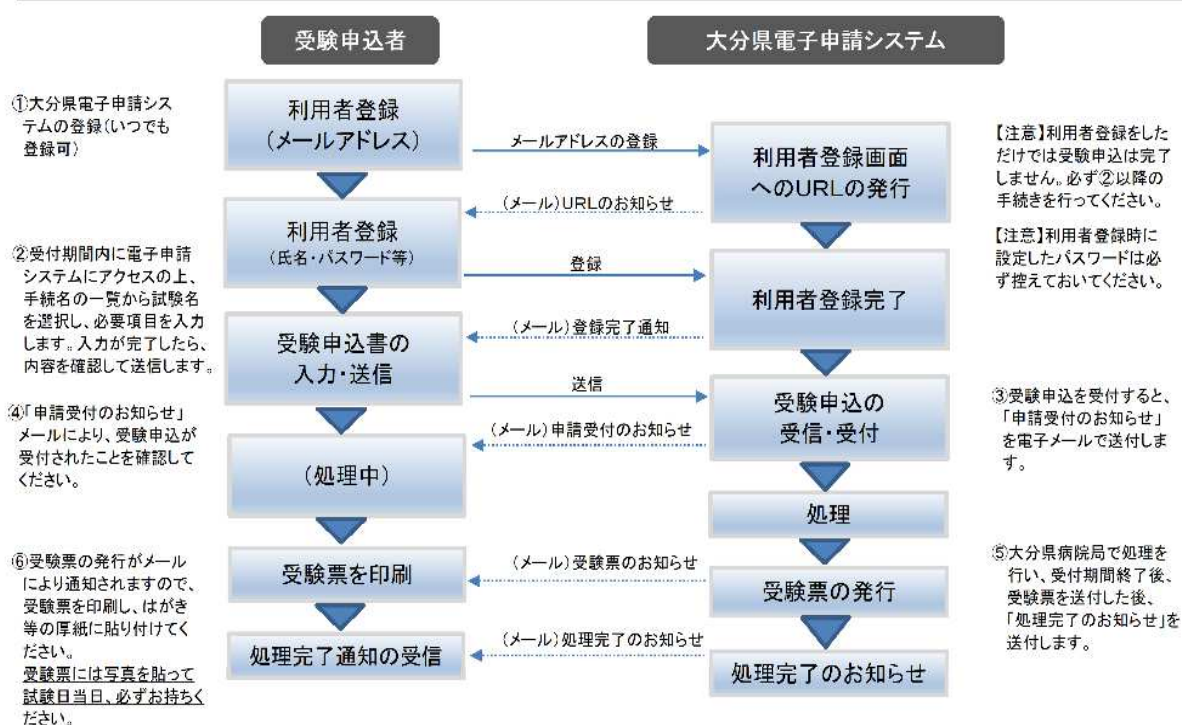 受験申込者
大分県電子申請システム
①大分県電子申請シス
テムの登録(いつでも
登録可)
利用者登録
(メールアドレス)
メールアドレスの登録
利用者登録画面
へのURLの発行
【注意】利用者登録をした
だけでは受験申込は完了
しません。必ず②以降の
手続きを行ってください。
(メール)URLのお知らせ
利用者登録
(氏名・パスワード等)
【注意】利用者登録時に
設定したパスワードは必
ず控えておいてください。
②受付期間内に電子申請
システムにアクセスの上、
手続名の一覧から試験名
を選択し、必要項目を入力
します。入力が完了したら、
内容を確認して送信します。
登録
利用者登録完了
(メール)登録完了通知
受験申込書の
入力・送信
送信
受験申込の
受信・受付
③受験申込を受付すると、
「申請受付のお知らせ」
を電子メールで送付しま
す。
④「申請受付のお知らせ」
メールにより、受験申込が
受付されたことを確認して
ください。
(メール)申請受付のお知らせ
(処理中)
処理
⑤大分県病院局で処理を
行い、受付期間終了後、
受験票を送付した後、
「処理完了のお知らせ」を
送付します。
⑥受験票の発行がメール
により通知されますので、
受験票を印刷し、はがき
等の厚紙に貼り付けてく
ださい。
受験票には写真を貼って
試験日当日、必ずお持ちく
ださい。
受験票を印刷
(メール)受験票のお知らせ
受験票の発行
処理完了通知の受信
(メール)処理完了のお知らせ
処理完了のお知らせ